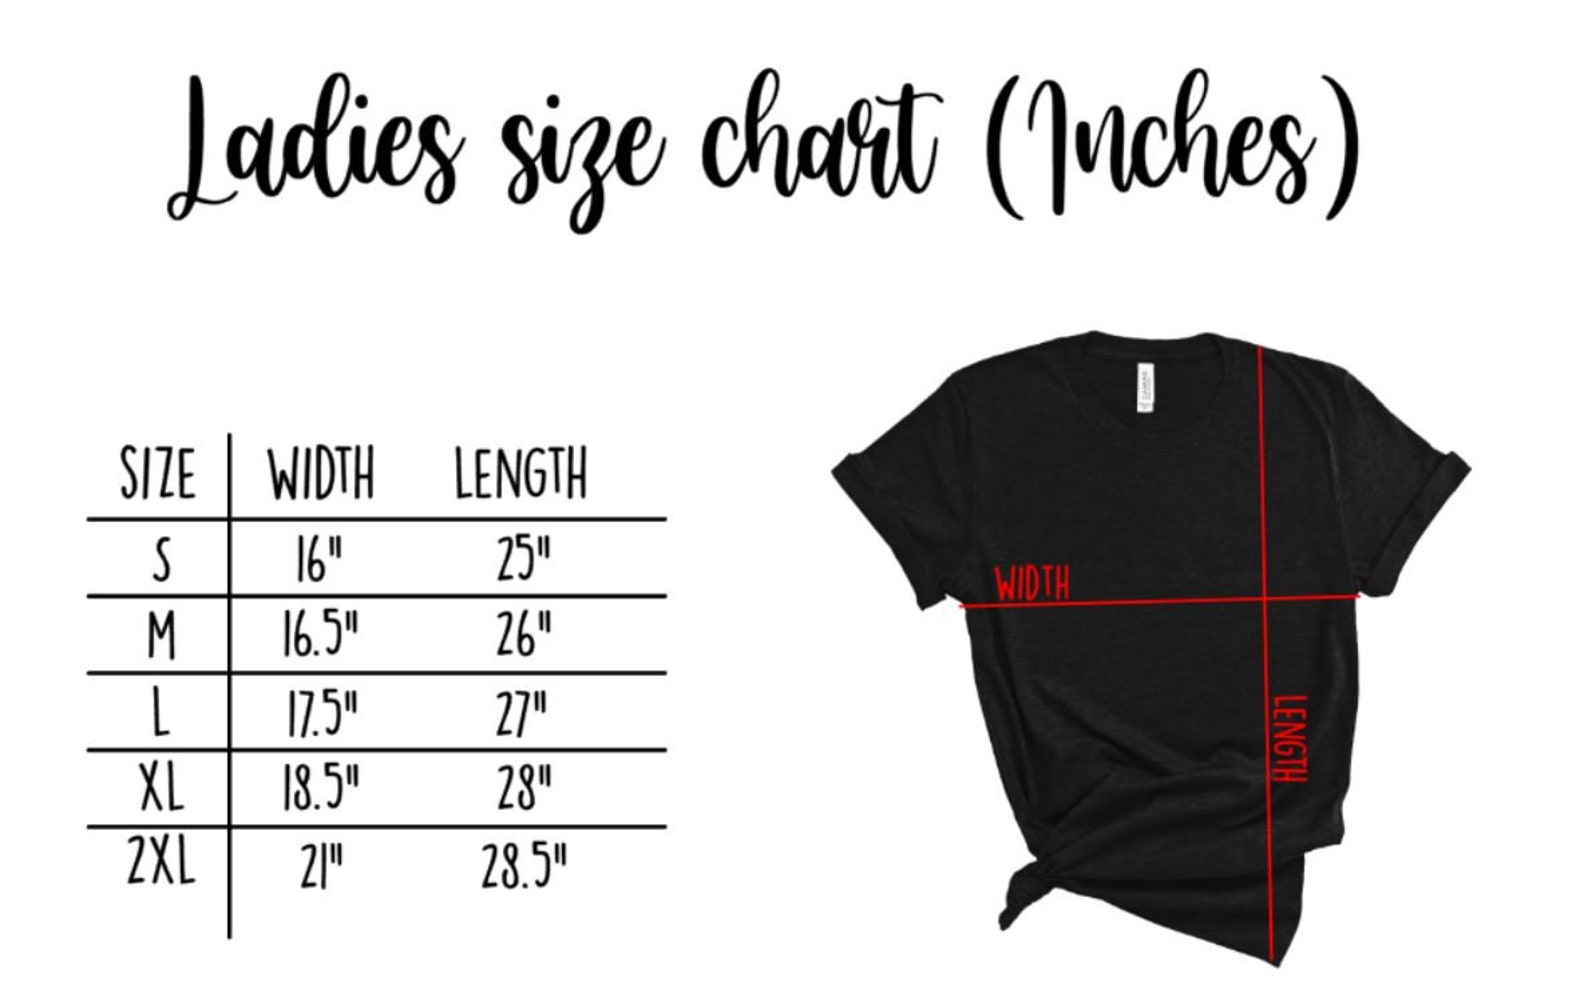 Ladies size chart (Inches)
SIZE WIDTH LENGTH
S 16" 25"
M 16.5" 26"
L 17.5" 27"
XL 18.5" 28"
2XL 21" 28.5"
WIDTH
LENGTH